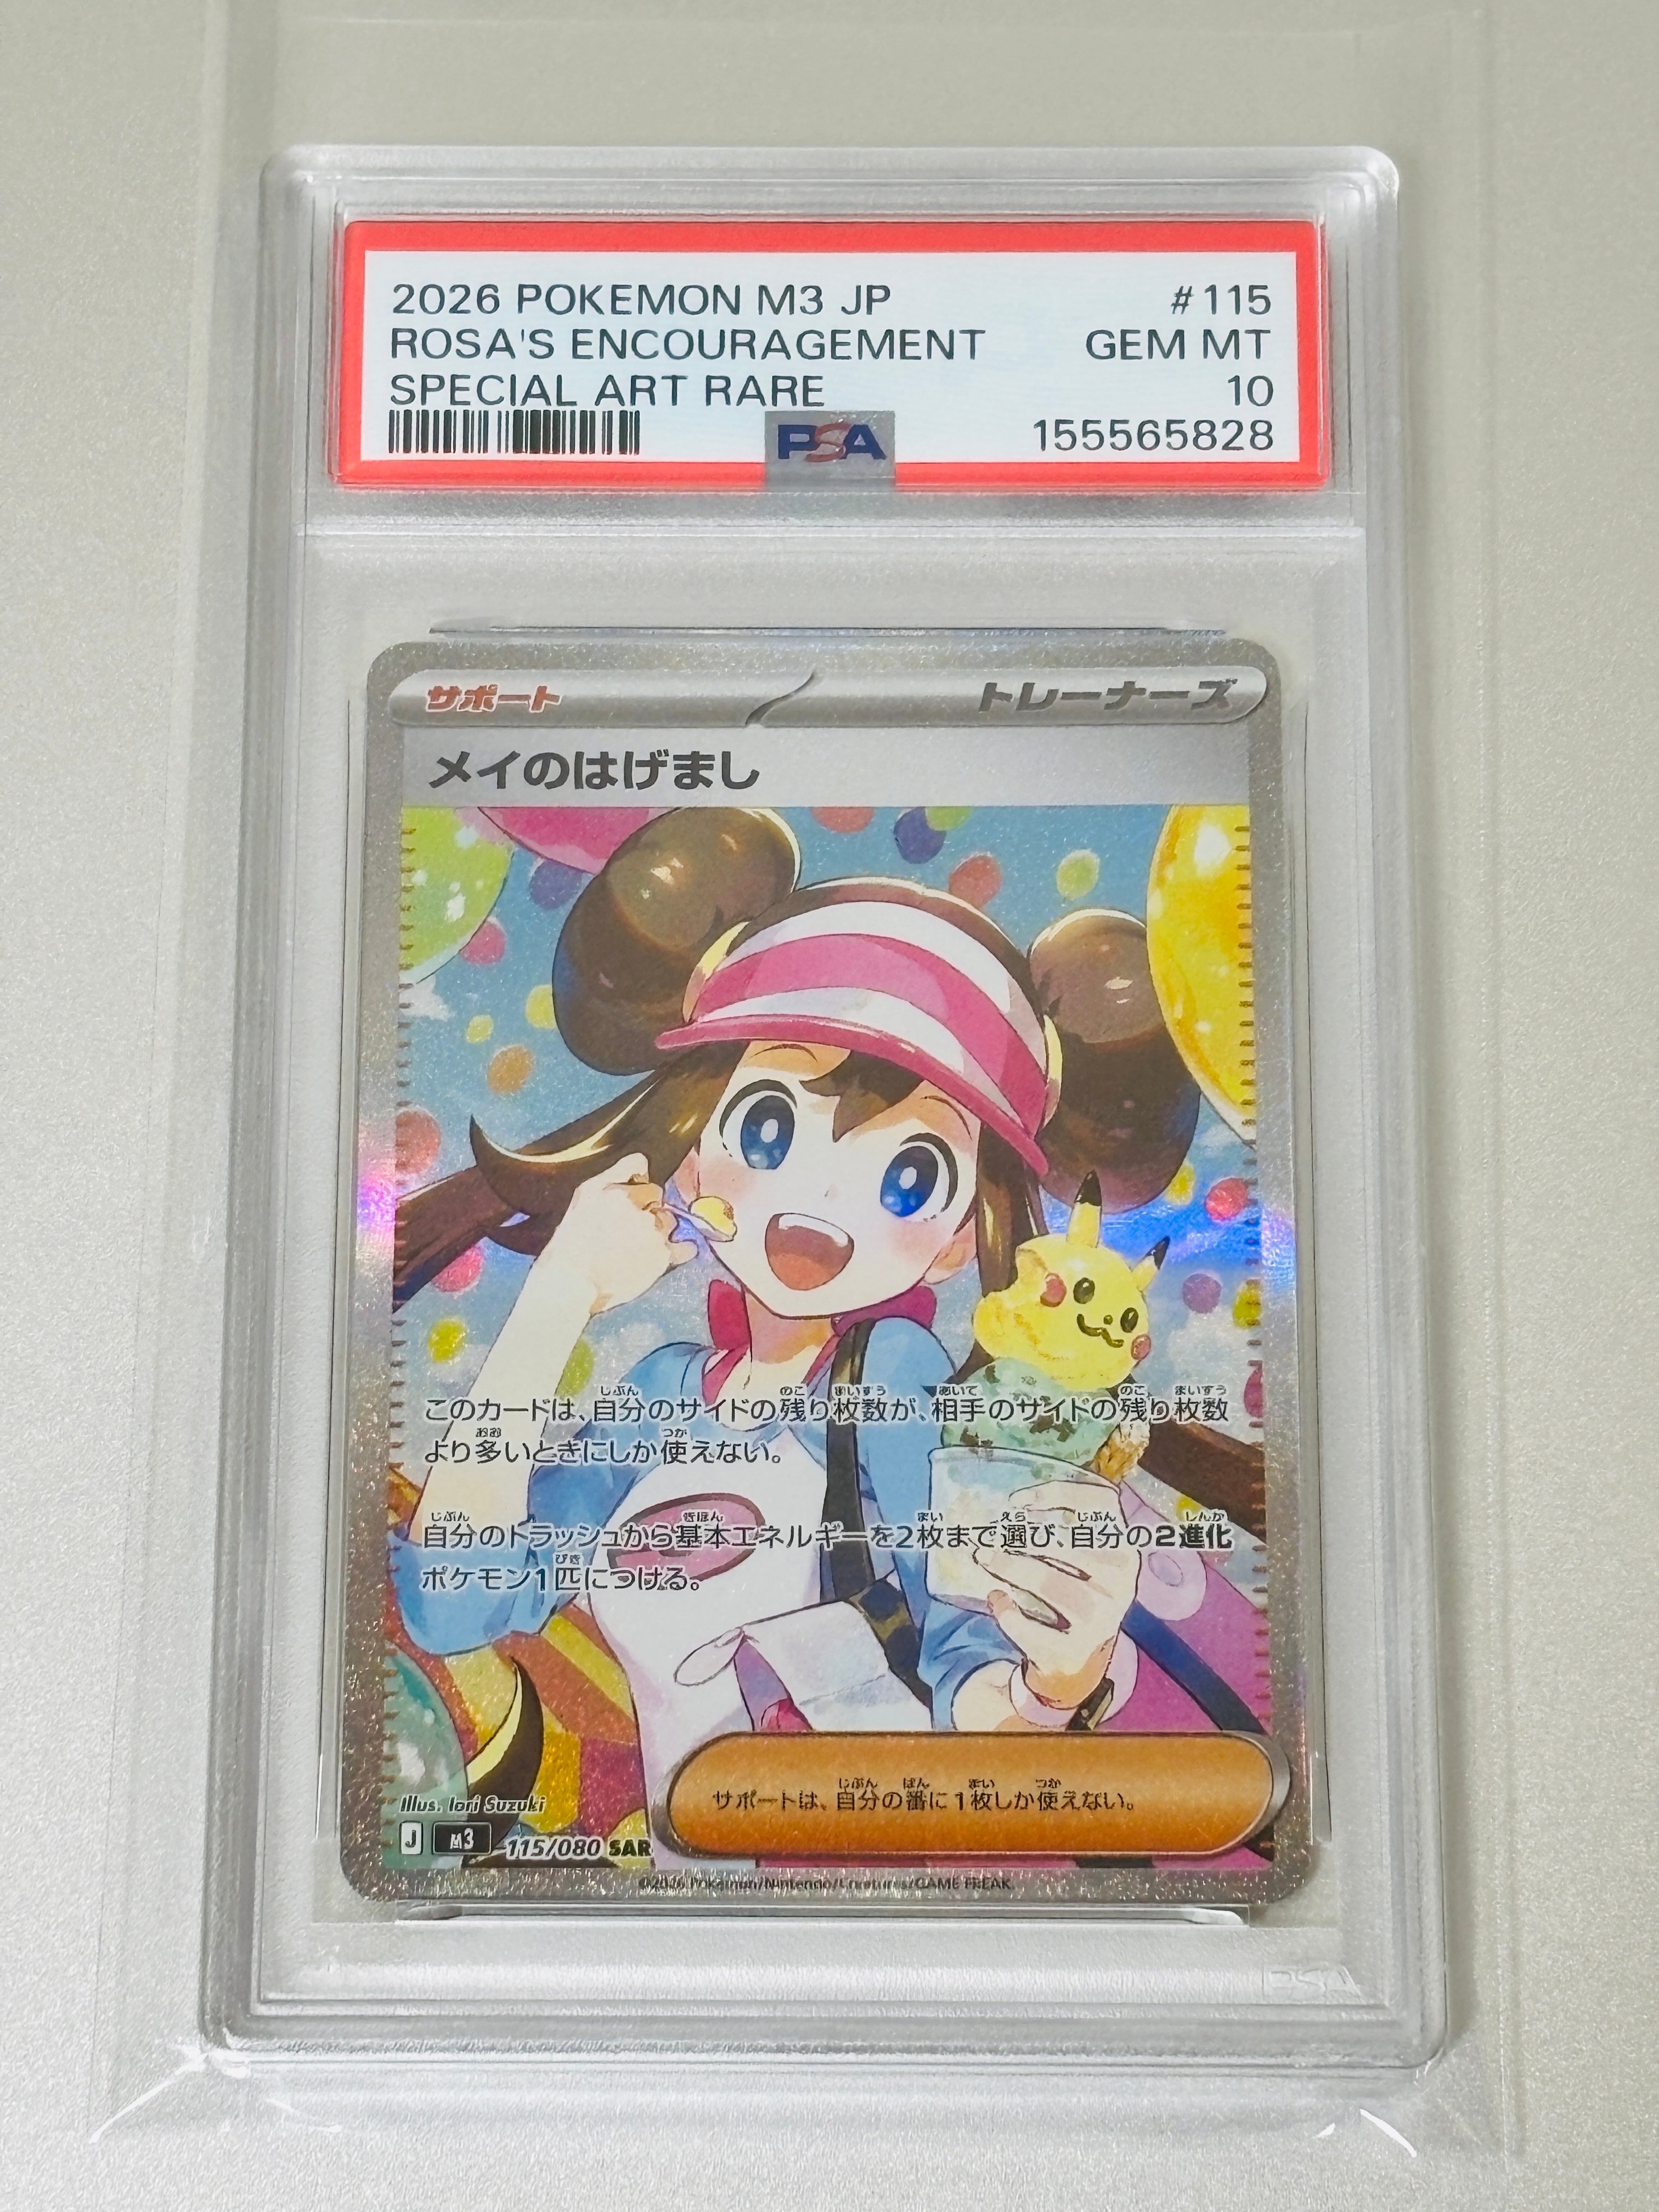 2026 POKEMON M3 JP #115
ROSA'S ENCOURAGEMENT GEM MT
SPECIAL ART RARE 10
PSA 155565828
サポート トレーナーズ
メイのはげまし
このカードは、自分のサイドの残り枚数が、相手のサイドの残り枚数
より多いときにしか使えない。
自分のトラッシュから基本エネルギーを2枚まで選び、自分の2進化
ポケモン1匹につける。
サポートは、自分の番に1枚しか使えない。
Illus. Iori Suzuki
J M3 115/080 SAR
©2026 Pokémon/Nintendo/Creatures/GAME FREAK
PSA